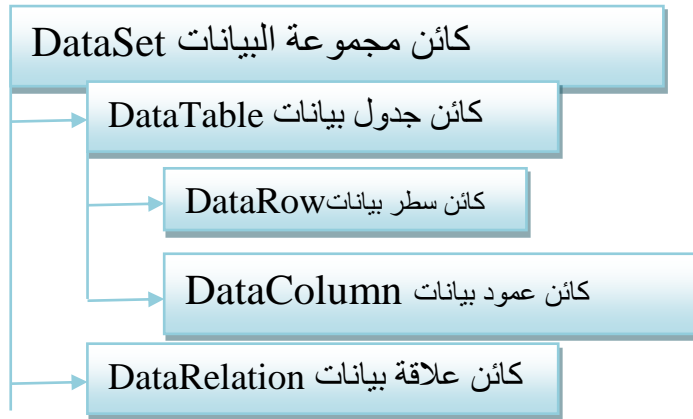 كائن مجموعة البيانات DataSet
كائن جدول بيانات DataTable
كائن سطر بياناتDataRow
كائن عمود بيانات DataColumn
كائن علاقة بيانات DataRelation